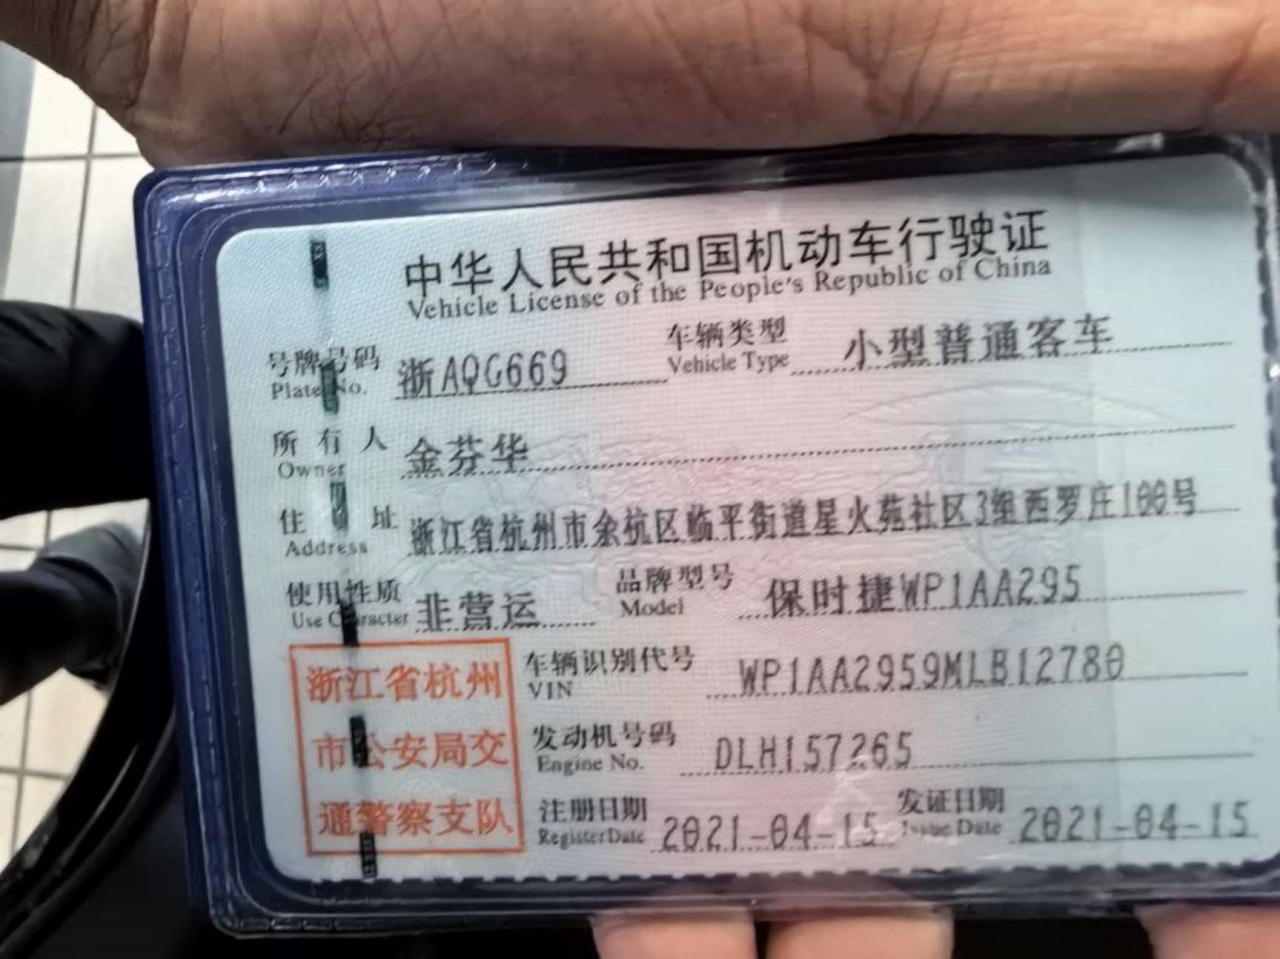 中华人民共和国机动车行驶证
Vehicle License of the People's Republic of China
号牌号码 浙AQG669 车辆类型 小型普通客车
Plate No. Vehicle Type
所有人 金芬华
Owner
住址 浙江省杭州市余杭区临平街道星火苑社区3组西罗庄100号
Address
使用性质 非营运 品牌型号 保时捷WP1AA295
Use Character Model
浙江省杭州 车辆识别代号 WP1AA2959MLB12780
VIN
市公安局交 发动机号码 DLH157265
Engine No.
通警察支队 注册日期 2021-04-15 发证日期 2021-04-15
Register Date Issue Date